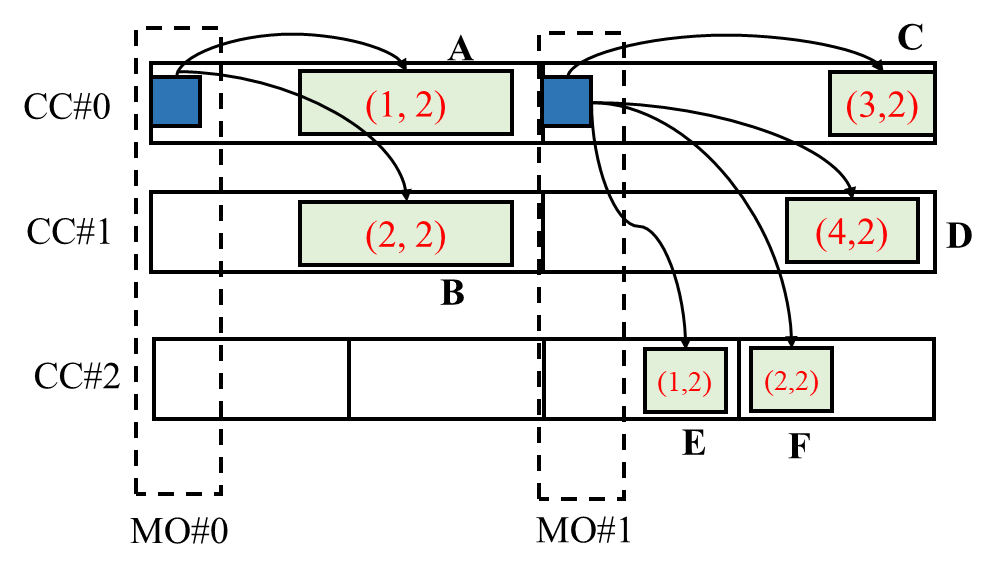 A
C
CC#0
(1, 2)
(3,2)
CC#1
(2, 2)
(4,2)
D
B
CC#2
(1,2)
(2,2)
E
F
MO#0
MO#1